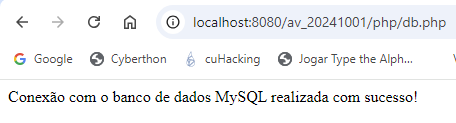 localhost:8080/av_20241001/php/db.php
Google Cyberthon cuHacking Jogar Type the Alph...
Conexão com o banco de dados MySQL realizada com sucesso!